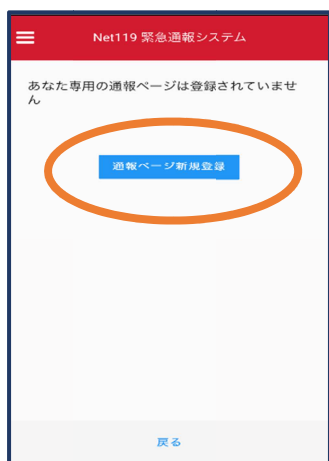 Net119 緊急通報システム
あなた専用の通報ページは登録されていませ
ん
通報ページ新規登録
戻る